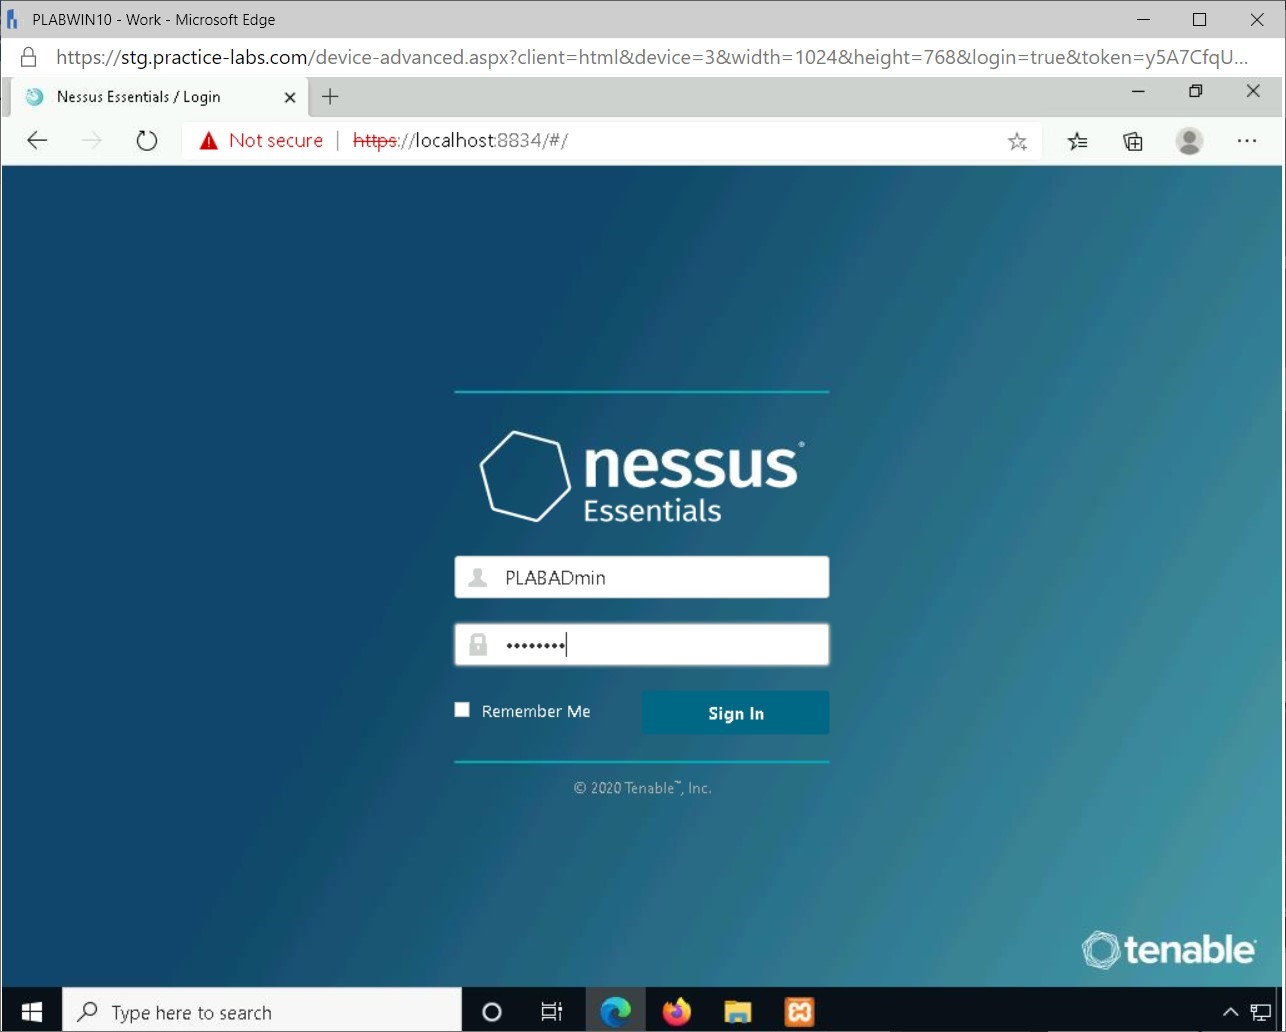 PLABWIN10 - Work - Microsoft Edge
https://stg.practice-labs.com/device-advanced.aspx?client=html&device=3&width=1024&height=768&login=true&token=y5A7CfqU...
Nessus Essentials / Login
Not secure | https://localhost:8834/#/
nessus®
Essentials
PLABADmin
••••••••
Remember Me
Sign In
© 2020 Tenable™, Inc.
tenable®
Type here to search